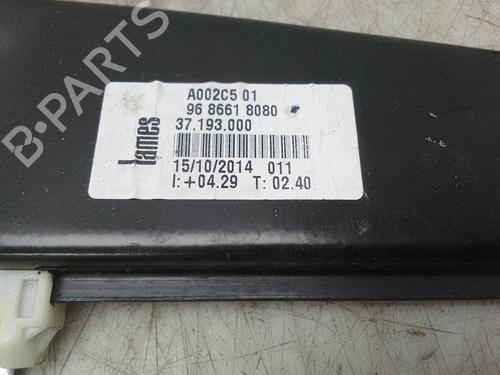 A002C5 01
96 8661 8080
37.193.000
lames
15/10/2014 011
I:+04.29 T: 02.40
B-PARTS